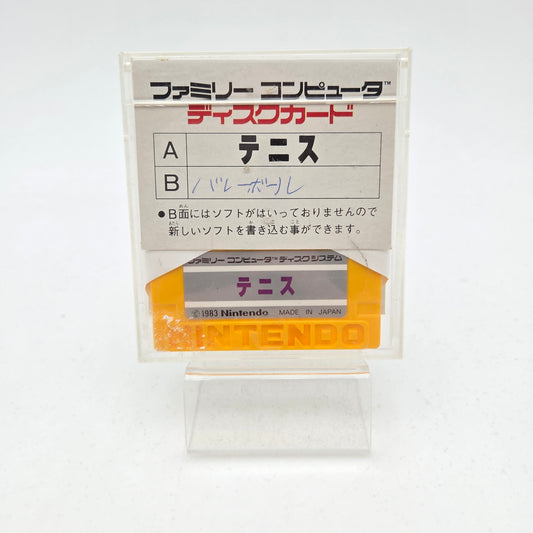 ファミリー コンピュータ™
ディスクカード
A テニス
B バレーボール
●B面にはソフトがはいっておりませんので
新しいソフトを書き込む事ができます。
ファミリー コンピュータ™ ディスクシステム
テニス
©1983 Nintendo MADE IN JAPAN
NINTENDO